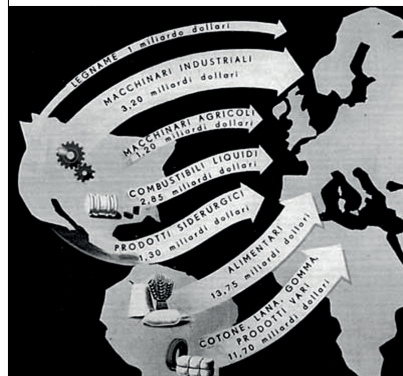 LEGNAME 1 miliardo dollari
MACCHINARI INDUSTRIALI
3,20 miliardi dollari
MACCHINARI AGRICOLI
1,20 miliardi dollari
COMBUSTIBILI LIQUIDI
2,85 miliardi dollari
PRODOTTI SIDERURGICI
1,30 miliardi dollari
ALIMENTARI
13,75 miliardi dollari
COTONE, LANA, GOMMA,
PRODOTTI VARI
11,70 miliardi dollari